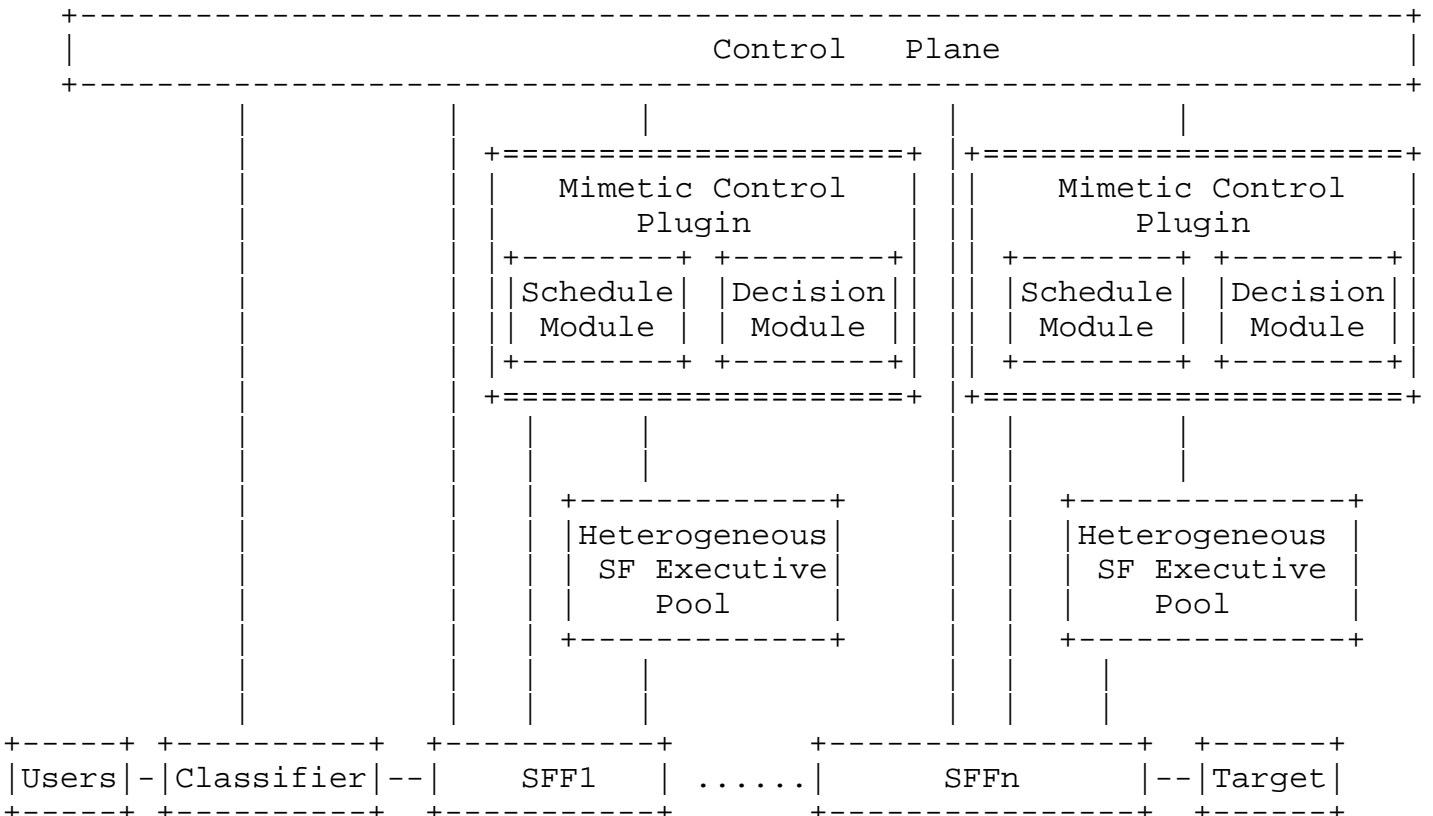 Control Plane
Mimetic Control Mimetic Control
Plugin Plugin
Schedule Decision Schedule Decision
Module Module Module Module
Heterogeneous Heterogeneous
SF Executive SF Executive
Pool Pool
Users Classifier SFF1 ...... SFFn Target